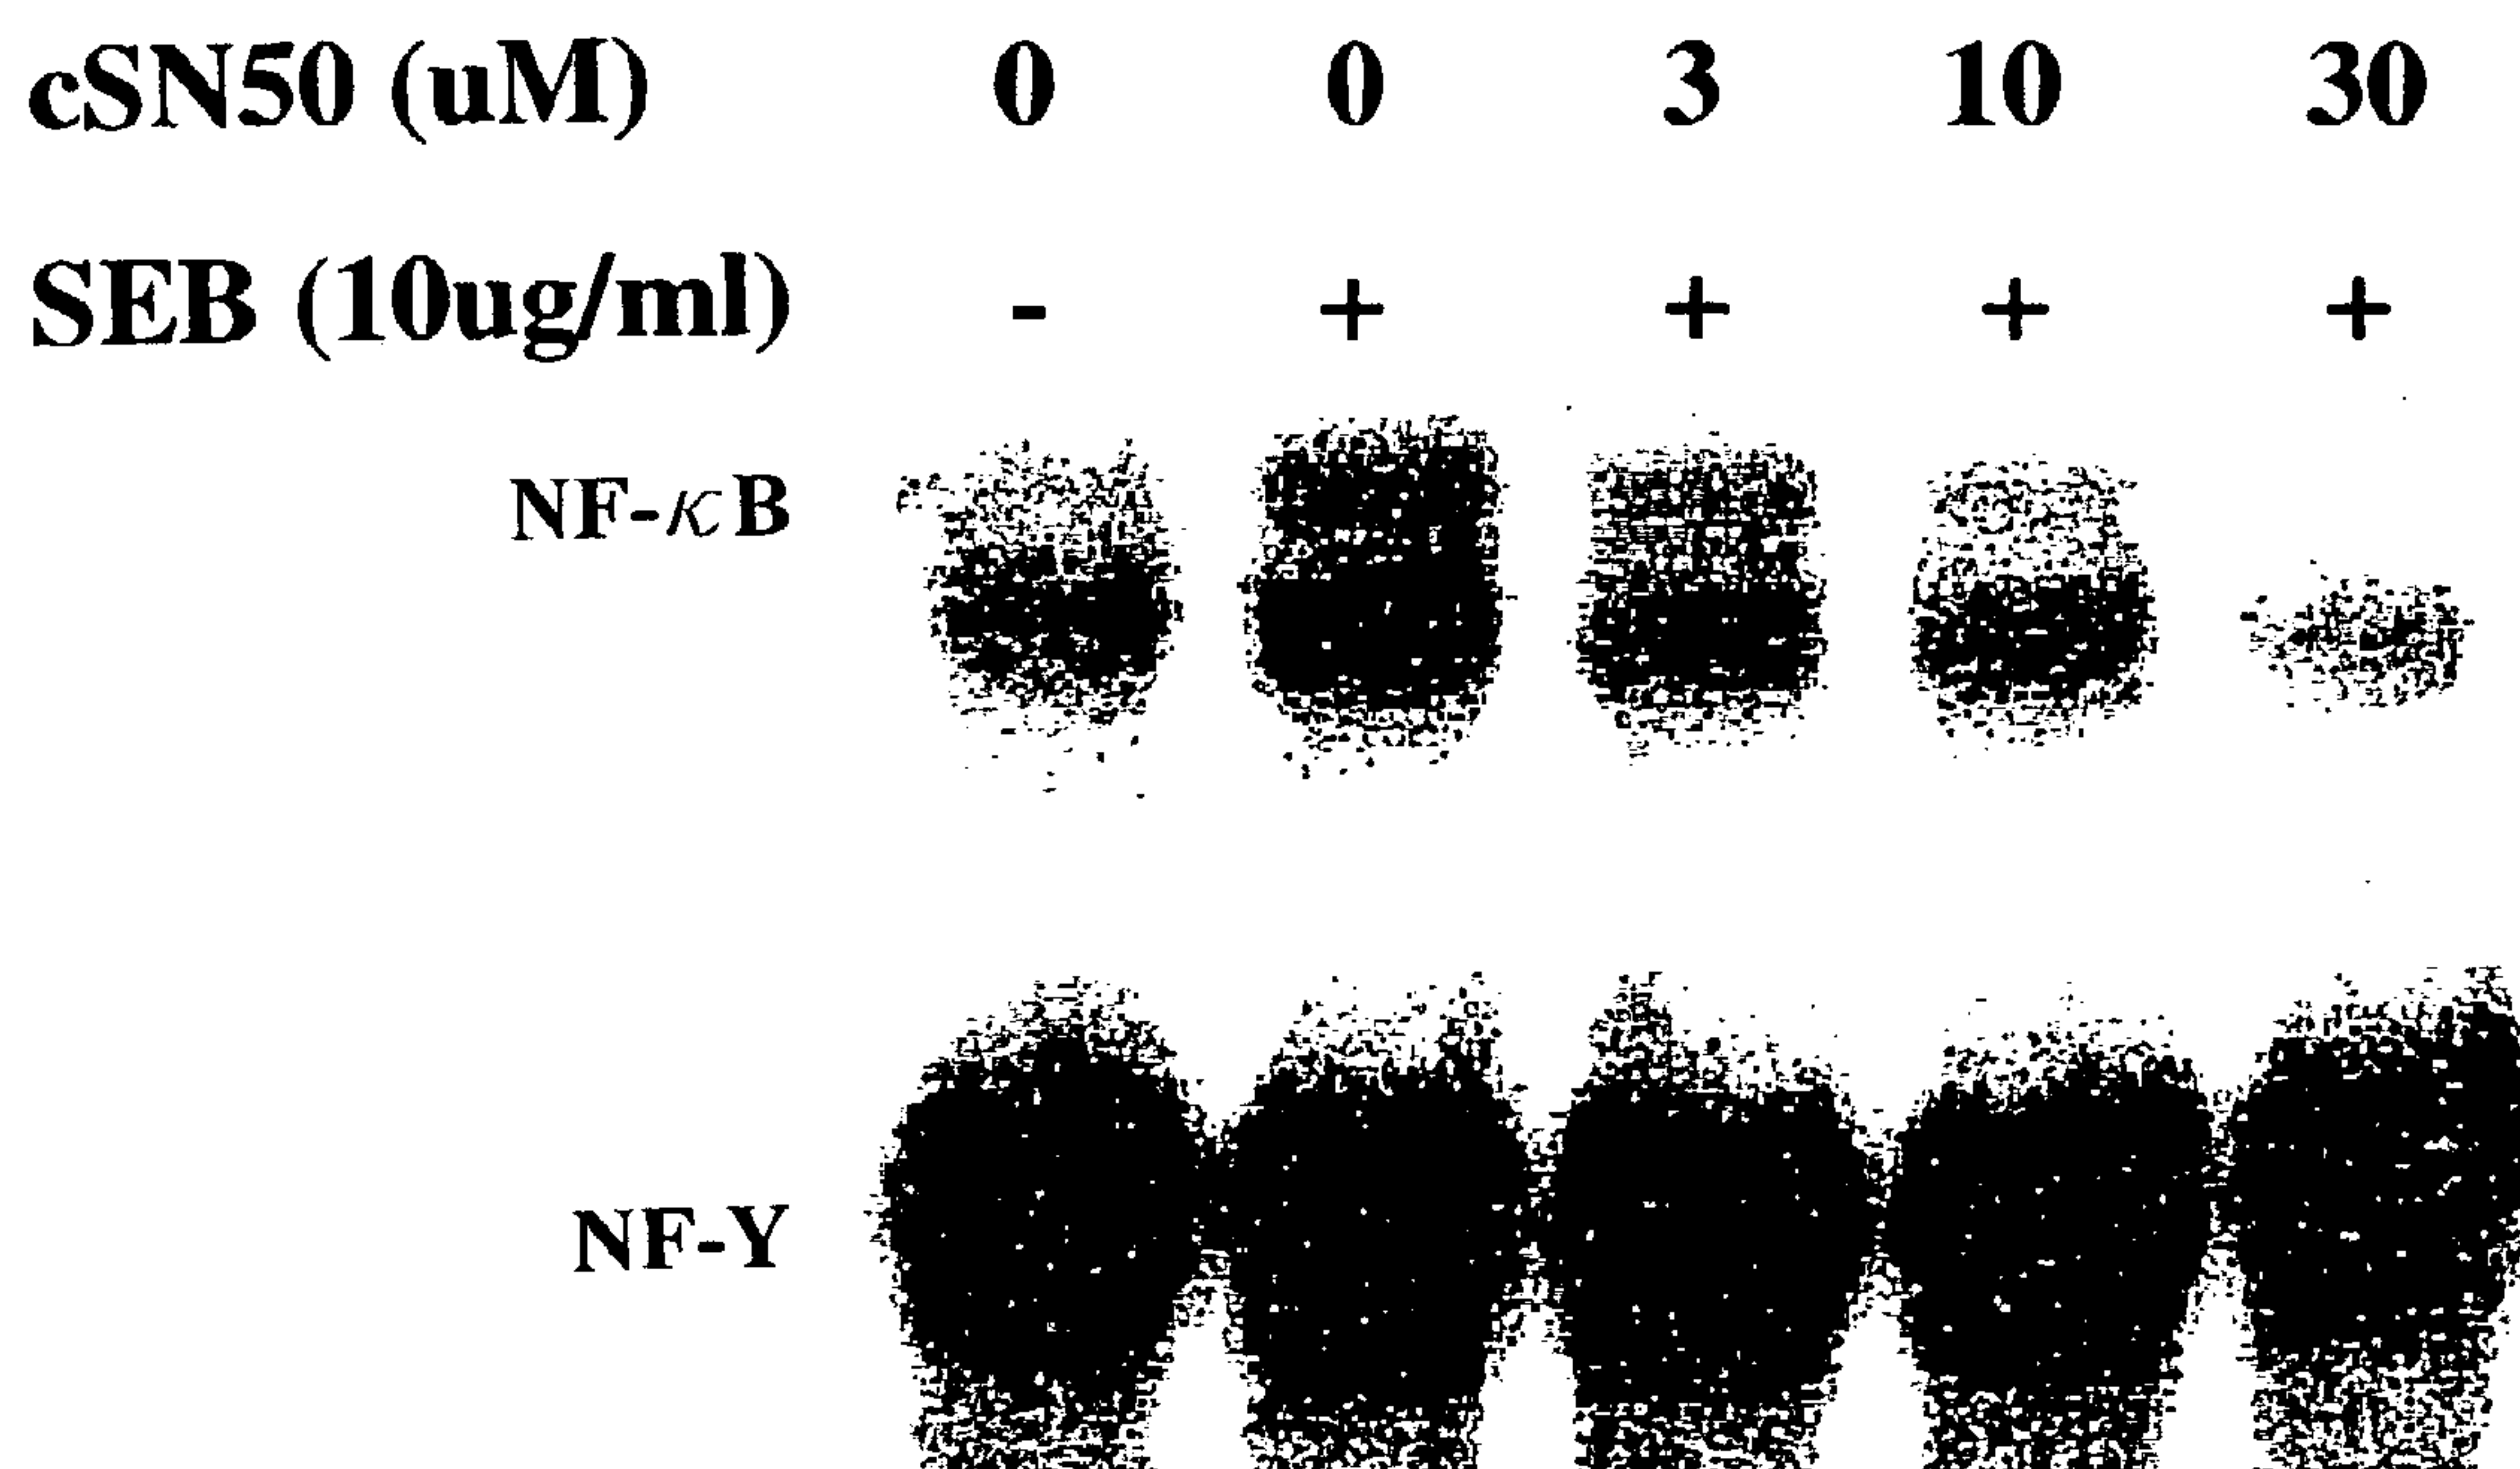 cSN50 (uM) 0 0 3 10 30
SEB (10ug/ml) - + + + +
NF-κB
NF-Y